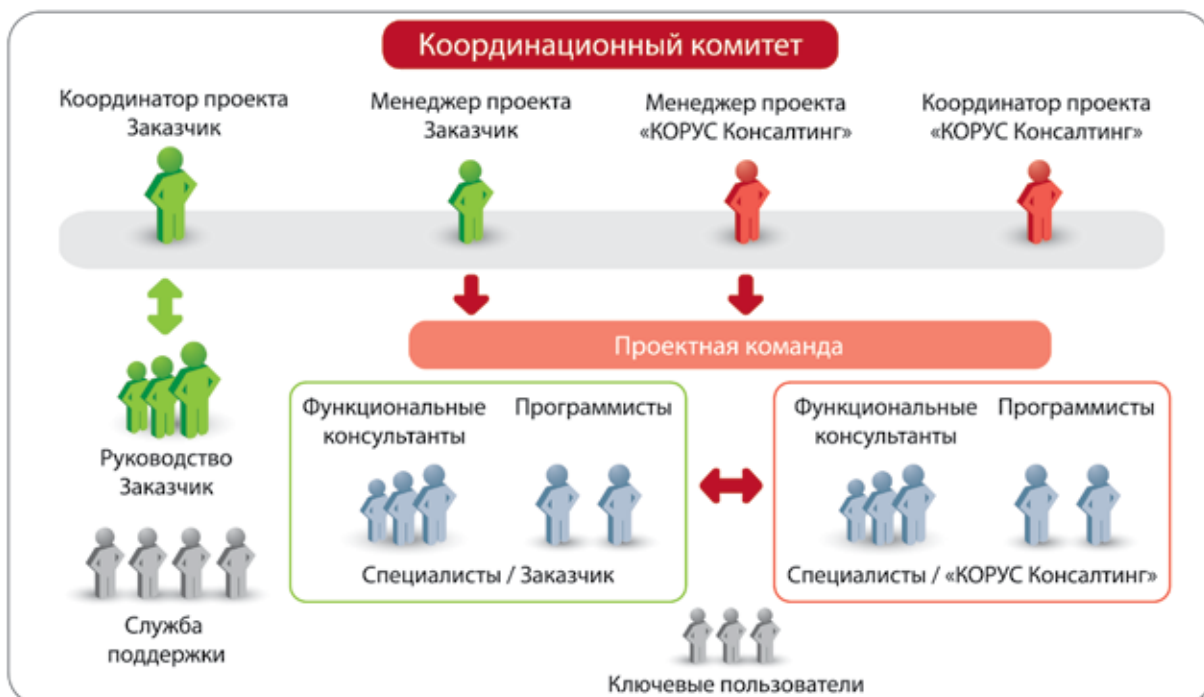 Координационный комитет
Координатор проекта
Заказчик
Менеджер проекта
Заказчик
Менеджер проекта
«КОРУС Консалтинг»
Координатор проекта
«КОРУС Консалтинг»
Проектная команда
Руководство
Заказчик
Функциональные
консультанты
Программисты
Специалисты / Заказчик
Функциональные
консультанты
Программисты
Специалисты / «КОРУС Консалтинг»
Служба
поддержки
Ключевые пользователи